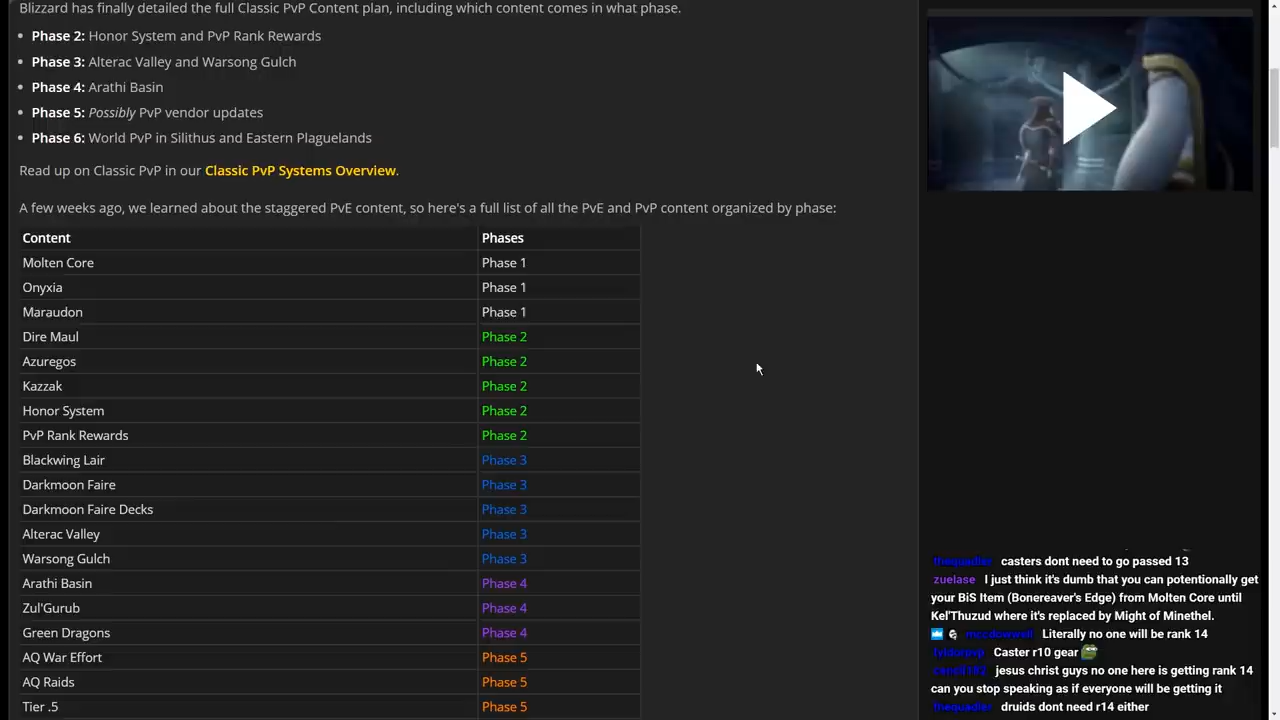 Blizzard has finally detailed the full Classic PvP Content plan, including which content comes in what phase.
• Phase 2: Honor System and PvP Rank Rewards
• Phase 3: Alterac Valley and Warsong Gulch
• Phase 4: Arathi Basin
• Phase 5: Possibly PvP vendor updates
• Phase 6: World PvP in Silithus and Eastern Plaguelands
Read up on Classic PvP in our Classic PvP Systems Overview.
A few weeks ago, we learned about the staggered PvE content, so here's a full list of all the PvE and PvP content organized by phase:
Content Phases
Molten Core Phase 1
Onyxia Phase 1
Maraudon Phase 1
Dire Maul Phase 2
Azuregos Phase 2
Kazzak Phase 2
Honor System Phase 2
PvP Rank Rewards Phase 2
Blackwing Lair Phase 3
Darkmoon Faire Phase 3
Darkmoon Faire Decks Phase 3
Alterac Valley Phase 3
Warsong Gulch Phase 3
Arathi Basin Phase 4
Zul'Gurub Phase 4
Green Dragons Phase 4
AQ War Effort Phase 5
AQ Raids Phase 5
Tier .5 Phase 5
casters dont need to go passed 13
zuelase I just think it's dumb that you can potentially get
your BiS Item (Bonereaver's Edge) from Molten Core until
Kel'Thuzud where it's replaced by Might of Minethel.
Literally no one will be rank 14
Caster r10 gear
jesus christ guys no one here is getting rank 14
can you stop speaking as if everyone will be getting it
druids dont need r14 either